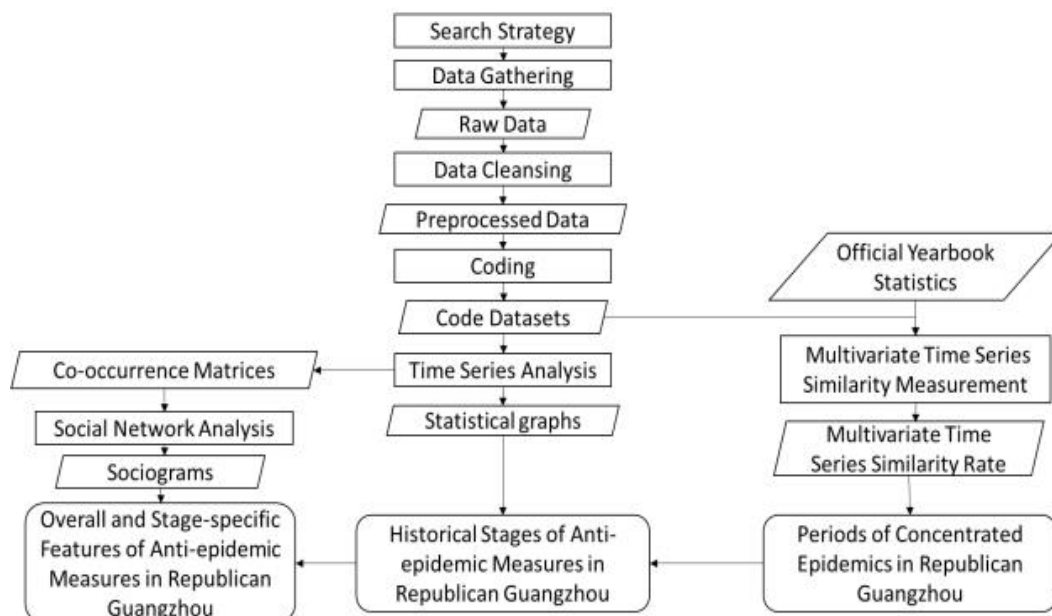 Search Strategy
Data Gathering
Raw Data
Data Cleansing
Preprocessed Data
Coding
Official Yearbook
Statistics
Code Datasets
Co-occurrence Matrices
Time Series Analysis
Multivariate Time Series
Similarity Measurement
Social Network Analysis
Statistical graphs
Sociograms
Multivariate Time
Series Similarity Rate
Overall and Stage-specific
Features of Anti-epidemic
Measures in Republican
Guangzhou
Historical Stages of Anti-
epidemic Measures in
Republican Guangzhou
Periods of Concentrated
Epidemics in Republican
Guangzhou